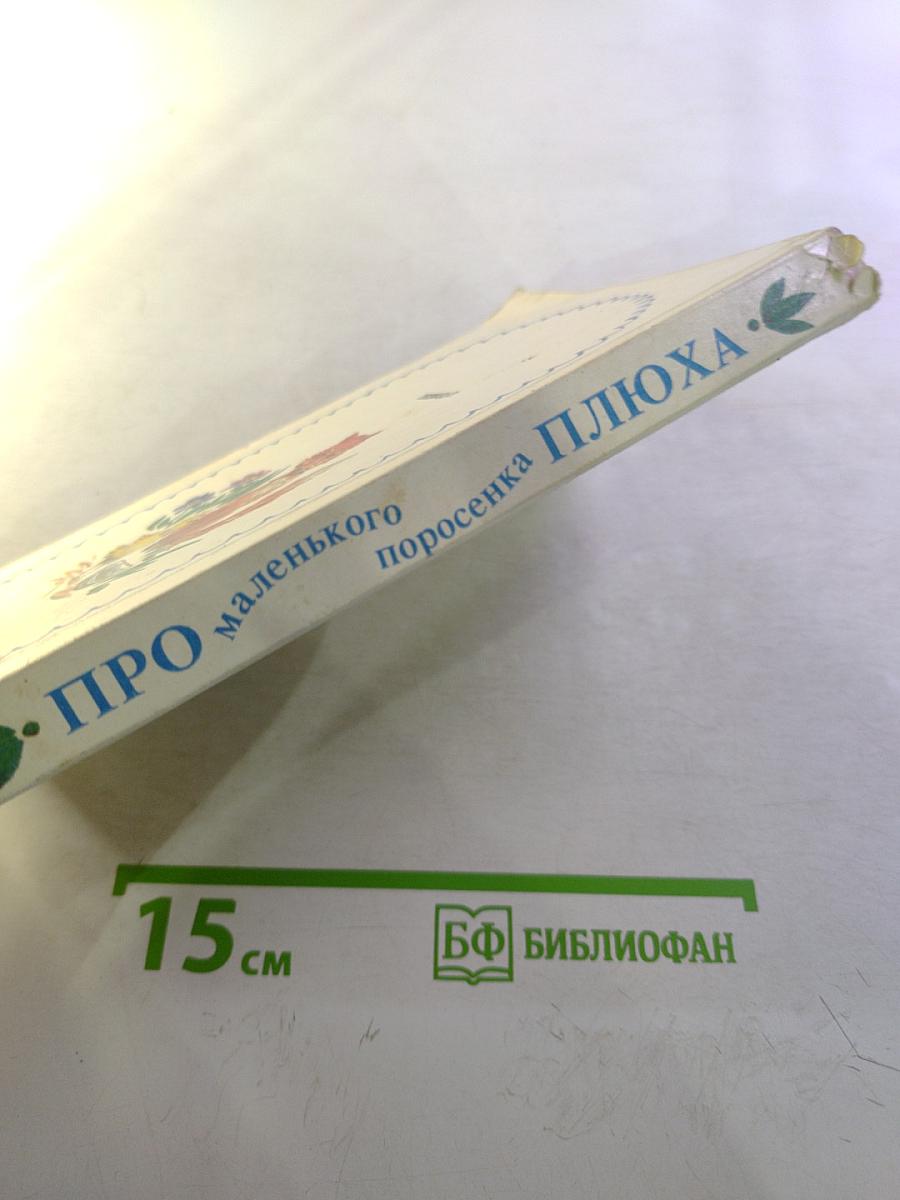 ПРО маленького поросенка ПЛЮХА
15 см
БФ БИБЛИОФАН